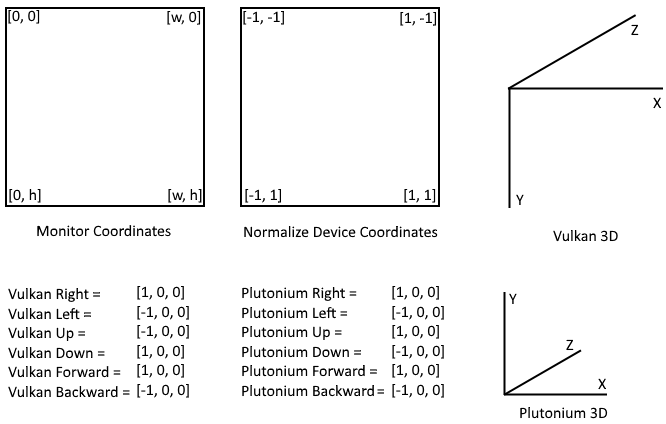 [0, 0] [w, 0]
[0, h] [w, h]
Monitor Coordinates
[-1, -1] [1, -1]
[-1, 1] [1, 1]
Normalize Device Coordinates
Z
X
Y
Vulkan 3D
Vulkan Right = [1, 0, 0]
Vulkan Left = [-1, 0, 0]
Vulkan Up = [-1, 0, 0]
Vulkan Down = [1, 0, 0]
Vulkan Forward = [1, 0, 0]
Vulkan Backward = [-1, 0, 0]
Plutonium Right = [1, 0, 0]
Plutonium Left = [-1, 0, 0]
Plutonium Up = [1, 0, 0]
Plutonium Down = [-1, 0, 0]
Plutonium Forward = [1, 0, 0]
Plutonium Backward = [-1, 0, 0]
Y
Z
X
Plutonium 3D